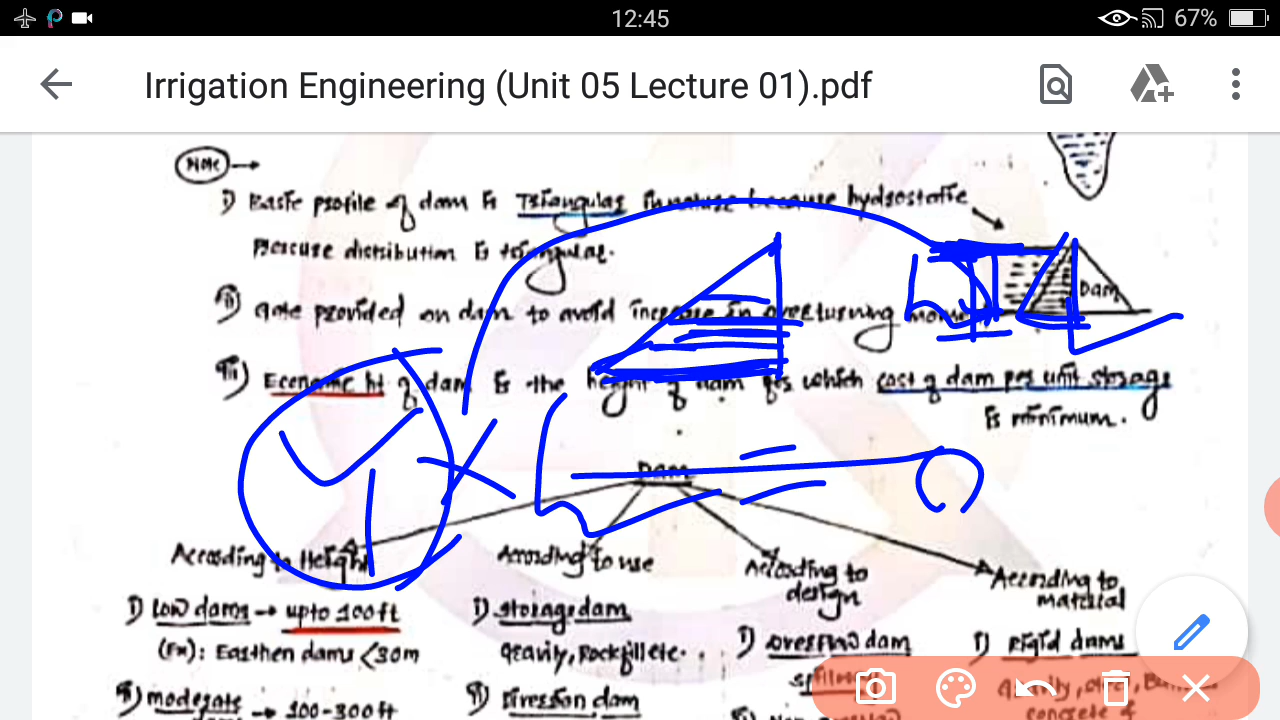 12:45
67%
Irrigation Engineering (Unit 05 Lecture 01).pdf
Note →
i) Basic profile of dam is Triangular because hydrostatic
distribution is triangular.
Dam
ii) gate provided on dam to avoid increase in overturning
iii) Economic ht of dam is the height of dam for which cost of dam per unit storage
is minimum.
Dam
According to Height
According to use
According to design
According to material
i) Low dams → upto 100ft
(Ex): Earthen dams <30m
ii) moderate → 100-300ft
i) storage dam
gravity, Rockfill etc.
ii) Diversion dam
i) overflow dam
i) Rigid dams
gravity,
concrete